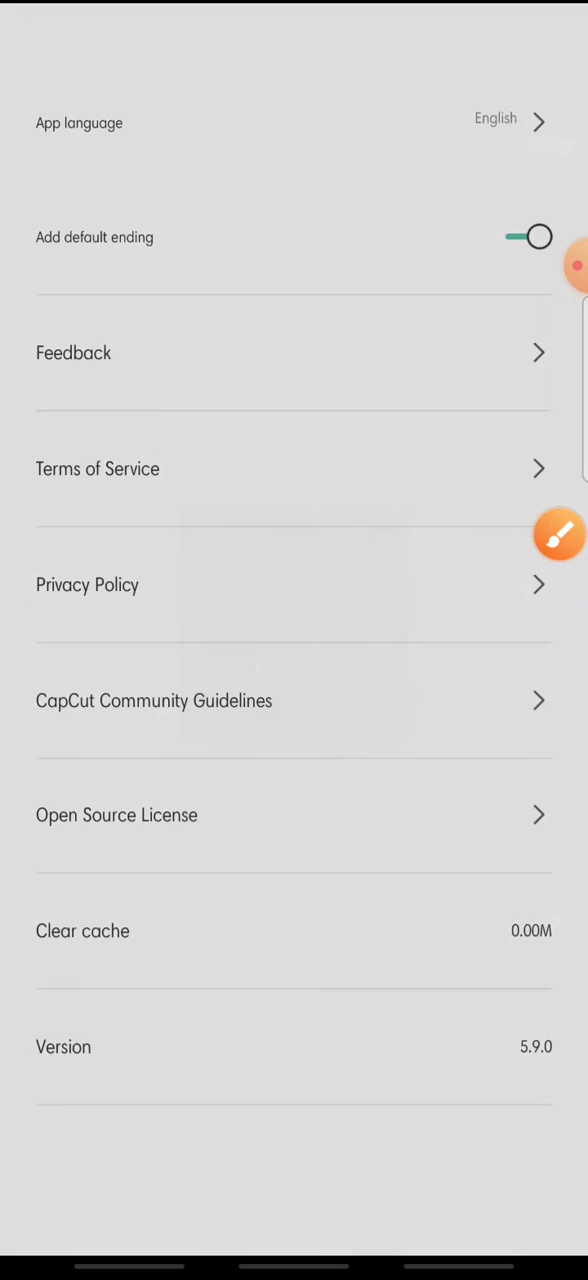 App language
English
Add default ending
Feedback
Terms of Service
Privacy Policy
CapCut Community Guidelines
Open Source License
Clear cache
0.00M
Version
5.9.0